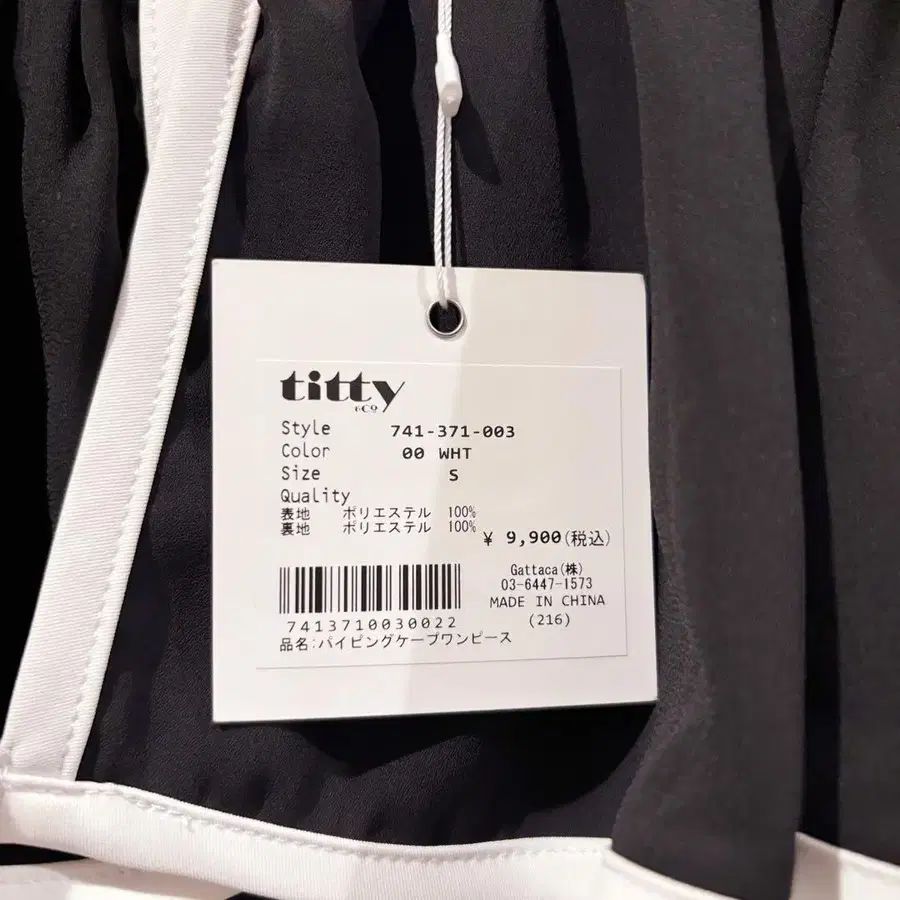 titty
&CO
Style 741-371-003
Color 00 WHT
Size S
Quality
表地 ポリエステル 100%
裏地 ポリエステル 100%
¥ 9,900(税込)
Gattaca(株)
03-6447-1573
MADE IN CHINA
(216)
7413710030022
品名:パイピングケープワンピース